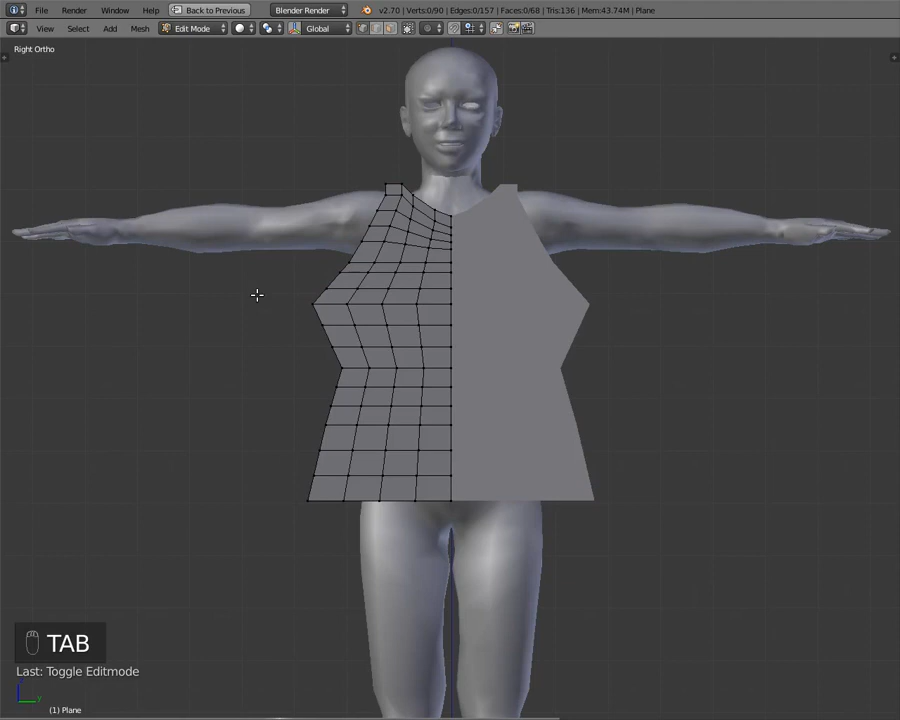 File Render Window Help Back to Previous Blender Render v2.70 | Verts:0/90 | Edges:0/157 | Faces:0/68 | Tris:136 | Mem:43.74M | Plane
View Select Add Mesh Edit Mode Global
Right Ortho
TAB
Last: Toggle Editmode
y
(1) Plane